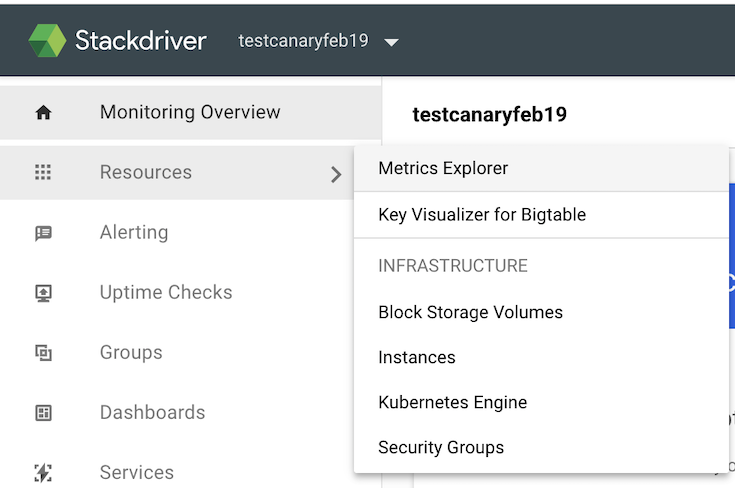 Stackdriver testcanaryfeb19
Monitoring Overview
Resources
Alerting
Uptime Checks
Groups
Dashboards
Services
testcanaryfeb19
Metrics Explorer
Key Visualizer for Bigtable
INFRASTRUCTURE
Block Storage Volumes
Instances
Kubernetes Engine
Security Groups